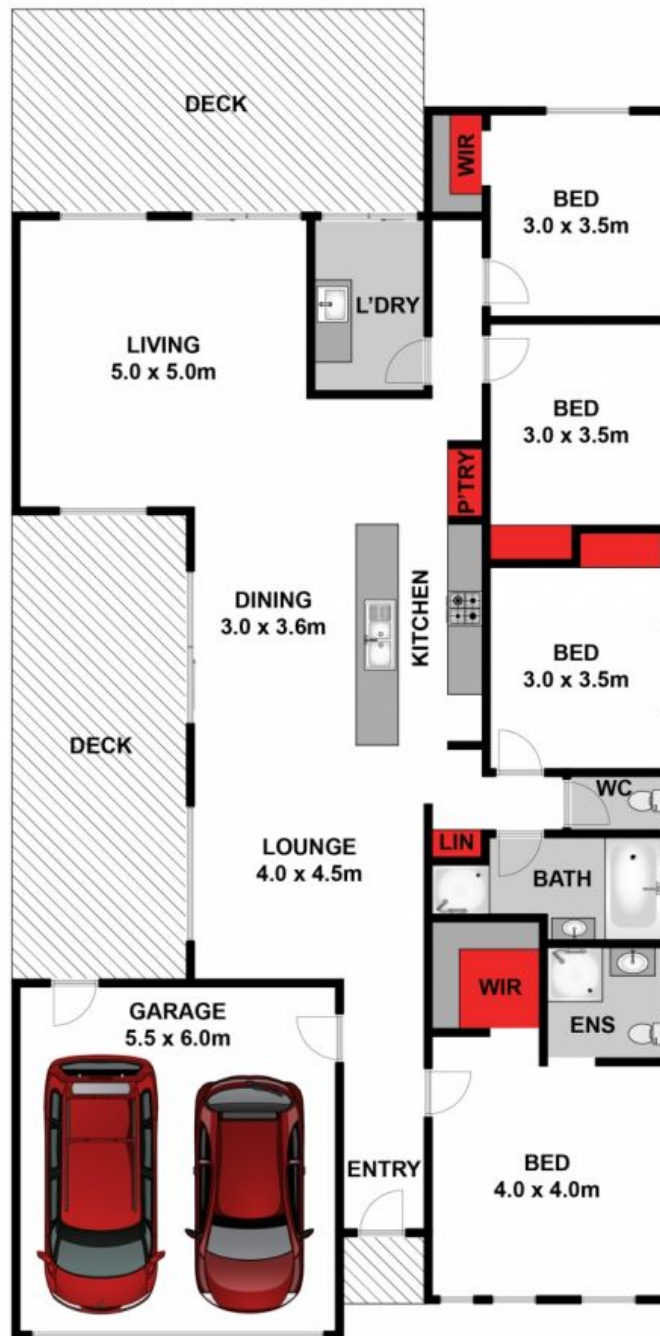 DECK
WIR
BED
3.0 x 3.5m
L'DRY
LIVING
5.0 x 5.0m
BED
3.0 x 3.5m
P'TRY
KITCHEN
DINING
3.0 x 3.6m
BED
3.0 x 3.5m
DECK
WC
LIN
LOUNGE
4.0 x 4.5m
BATH
WIR
GARAGE
5.5 x 6.0m
ENS
ENTRY
BED
4.0 x 4.0m